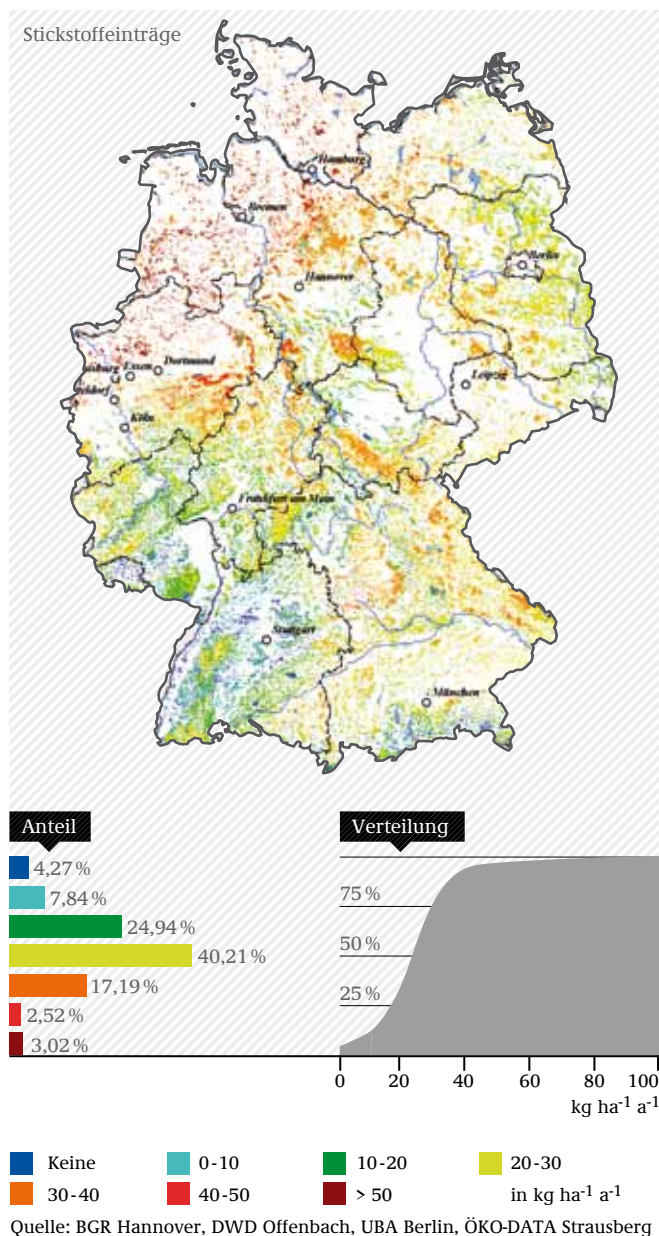 Stickstoffeinträge
Hamburg
Bremen
Berlin
Hannover
Essen
Dortmund
Leipzig
Köln
Frankfurt am Main
Stuttgart
München
Anteil
Verteilung
4,27 %
7,84 %
24,94 %
40,21 %
17,19 %
2,52 %
3,02 %
75 %
50 %
25 %
0 20 40 60 80 100
kg ha⁻¹ a⁻¹
Keine 0-10 10-20 20-30
30-40 40-50 > 50 in kg ha⁻¹ a⁻¹
Quelle: BGR Hannover, DWD Offenbach, UBA Berlin, ÖKO-DATA Strausberg